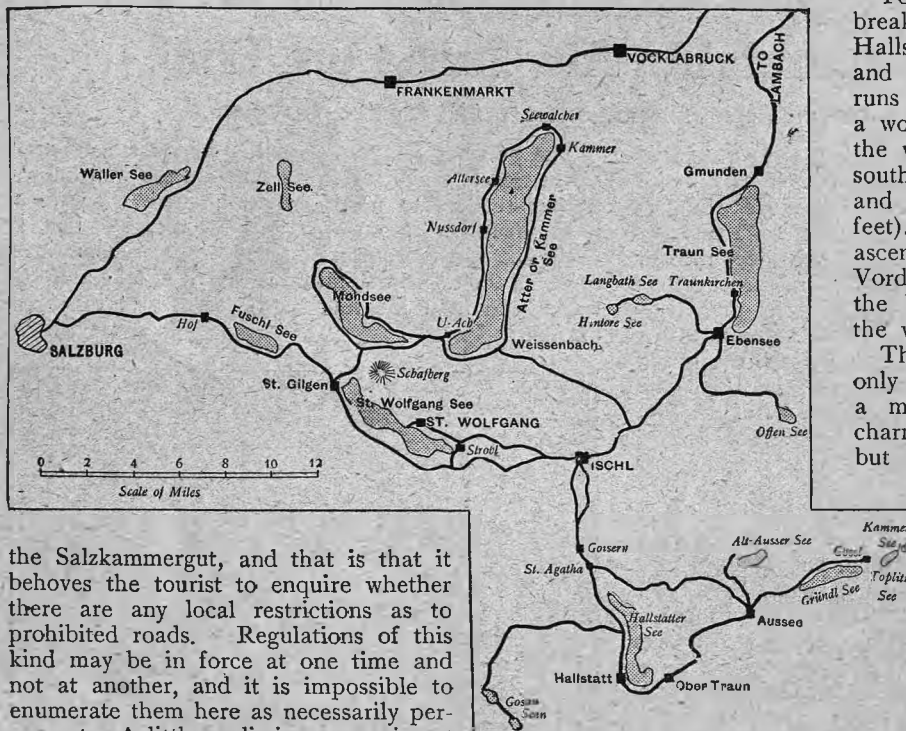 VOCKLABRUCK
FRANKENMARKT
TO LAMBACH
Seewalchen
Kammer
Waller See
Zell See
Attersee
Nussdorf
Atter or Kammer See
Gmunden
Traun See
Langbath See
Traunkirchen
Hintore See
Mondsee
Fuschl See
Hof
U-Ach
Weissenbach
Ebensee
SALZBURG
St. Gilgen
Schafberg
St. Wolfgang See
ST. WOLFGANG
Strobl
Offen See
ISCHL
0 2 4 6 8 10 12
Scale of Miles
Goisern
St. Agatha
Alt-Ausser See
Gössl
Kammer See
Toplitz See
Gründl See
Aussee
Hallstatter See
Hallstatt
Ober Traun
Gosau Seen
the Salzkammergut, and that is that it
behoves the tourist to enquire whether
there are any local restrictions as to
prohibited roads. Regulations of this
kind may be in force at one time and
not at another, and it is impossible to
enumerate them here as necessarily per-
break
Halls
and
runs
a wo
the v
south
and
feet).
ascen
Vord
the
the v
Th
only
a m
charr
but